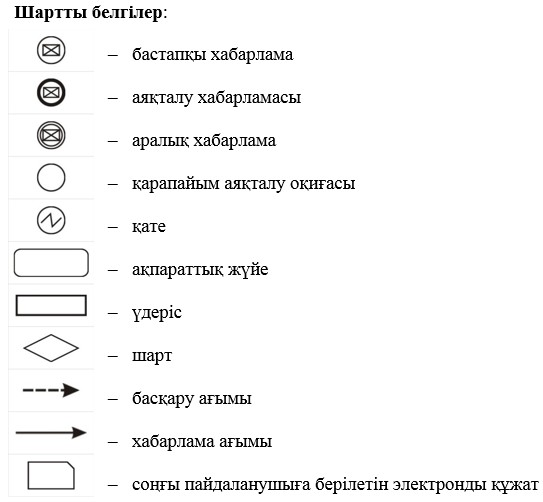 Шартты белгілер:
– бастапқы хабарлама
– аяқталу хабарламасы
– аралық хабарлама
– қарапайым аяқталу оқиғасы
– қате
– ақпараттық жүйе
– үдеріс
– шарт
– басқару ағымы
– хабарлама ағымы
– соңғы пайдаланушыға берілетін электронды құжат